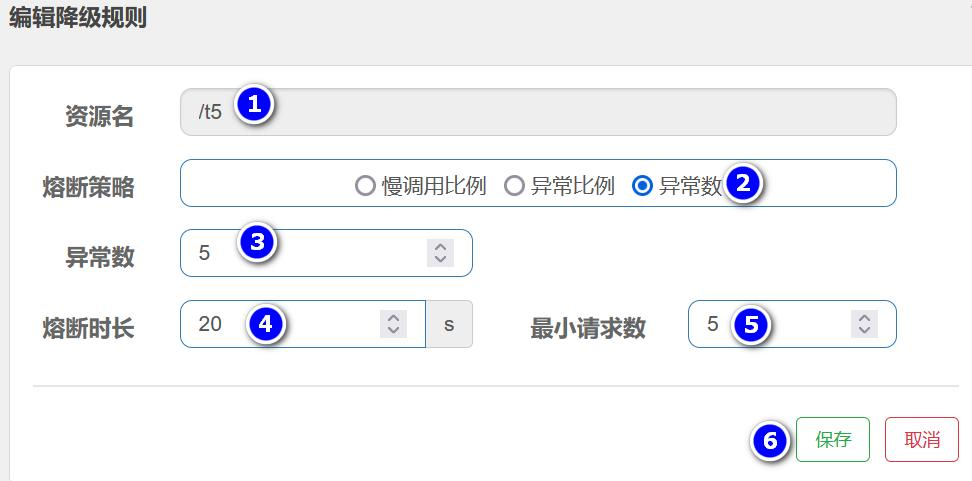 编辑降级规则
资源名 /t5 1
熔断策略 慢调用比例 异常比例 异常数 2
异常数 5 3
熔断时长 20 4 s 最小请求数 5 5
6 保存 取消